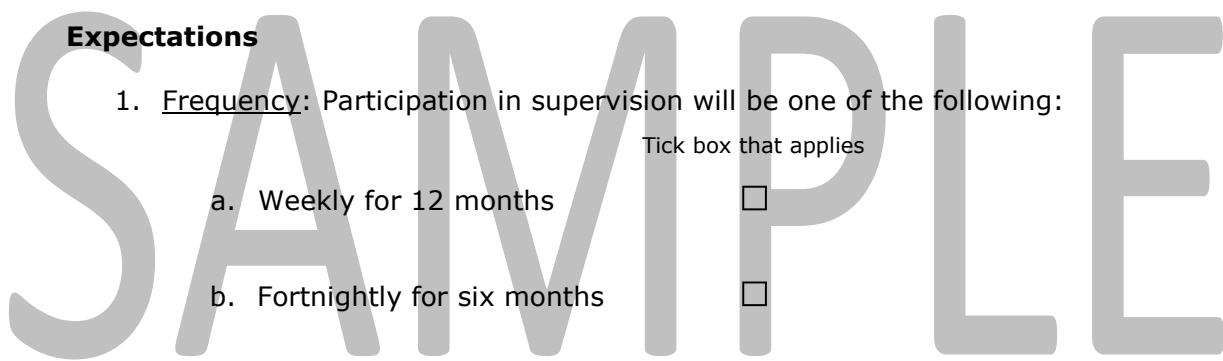 Expectations
1. Frequency: Participation in supervision will be one of the following:
Tick box that applies
a. Weekly for 12 months ☐
b. Fortnightly for six months ☐
SAMPLE